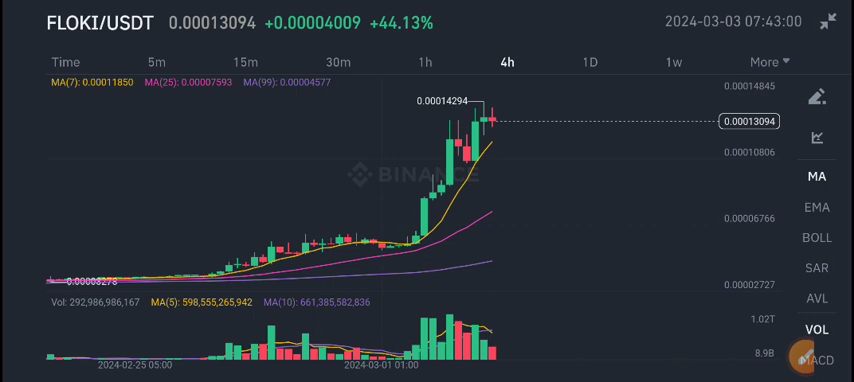 FLOKI/USDT 0.00013094 +0.00004009 +44.13% 2024-03-03 07:43:00
Time 5m 15m 30m 1h 4h 1D 1w More
MA(7): 0.00011850 MA(25): 0.00007593 MA(99): 0.00004577
0.00014845
0.00014294
0.00013094
0.00010806
BINANCE
0.00006766
0.00003278
0.00002727
Vol: 292,986,986,167 MA(5): 598,555,265,942 MA(10): 661,385,582,836
1.02T
8.9B
2024-02-25 05:00 2024-03-01 01:00
MA
EMA
BOLL
SAR
AVL
VOL
MACD